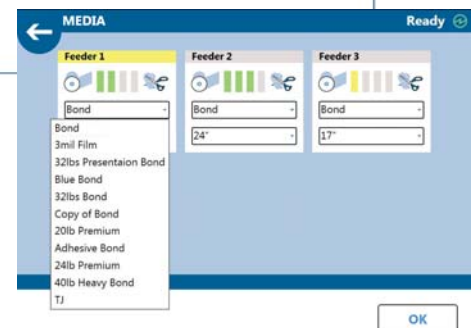 MEDIA
Ready
Feeder 1
Feeder 2
Feeder 3
Bond
Bond
Bond
24"
17"
Bond
3mil Film
32lbs Presentaion Bond
Blue Bond
32lbs Bond
Copy of Bond
20lb Premium
Adhesive Bond
24lb Premium
40lb Heavy Bond
TJ
OK